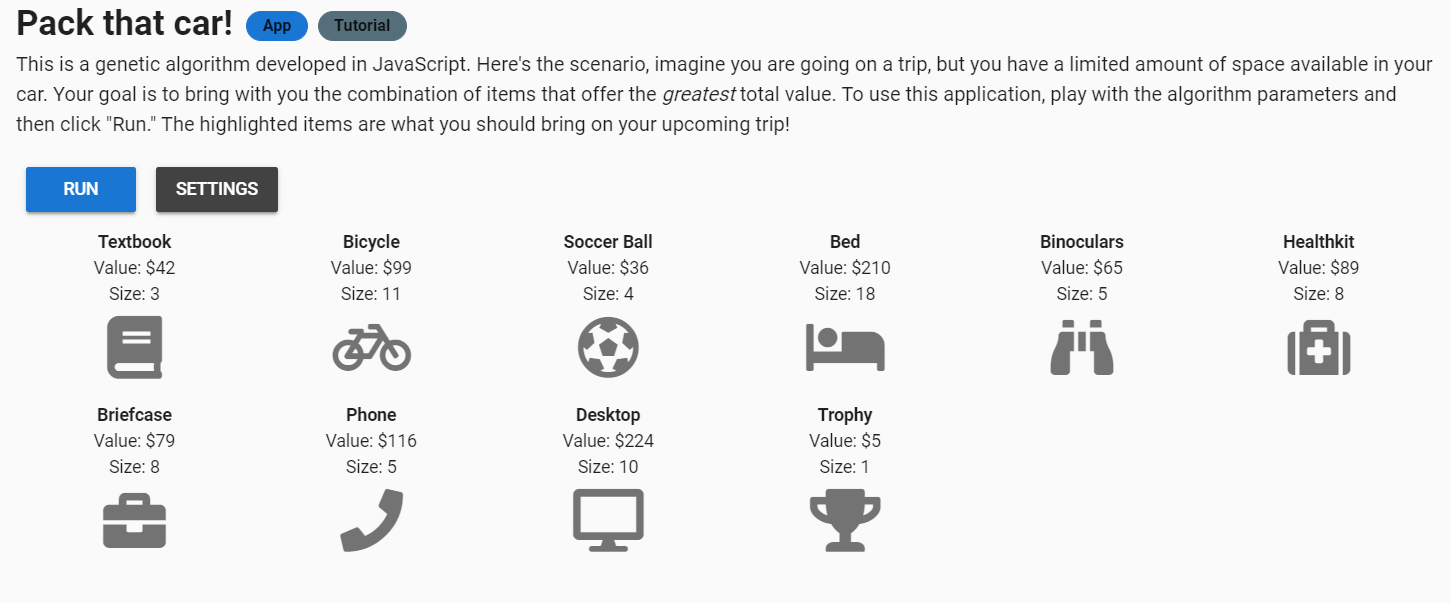 Pack that car! App Tutorial
This is a genetic algorithm developed in JavaScript. Here's the scenario, imagine you are going on a trip, but you have a limited amount of space available in your
car. Your goal is to bring with you the combination of items that offer the greatest total value. To use this application, play with the algorithm parameters and
then click "Run." The highlighted items are what you should bring on your upcoming trip!
RUN SETTINGS
Textbook Bicycle Soccer Ball Bed Binoculars Healthkit
Value: $42 Value: $99 Value: $36 Value: $210 Value: $65 Value: $89
Size: 3 Size: 11 Size: 4 Size: 18 Size: 5 Size: 8
Briefcase Phone Desktop Trophy
Value: $79 Value: $116 Value: $224 Value: $5
Size: 8 Size: 5 Size: 10 Size: 1